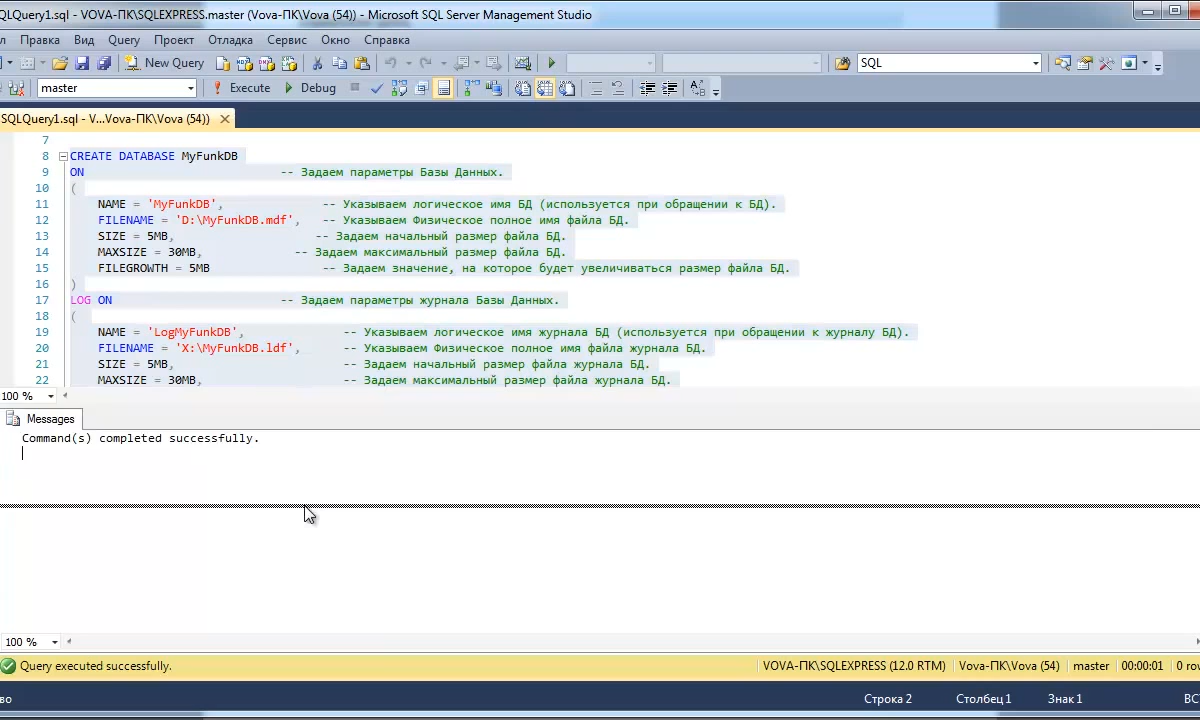 QLQuery1.sql - VOVA-ПК\SQLEXPRESS.master (Vova-ПК\Vova (54)) - Microsoft SQL Server Management Studio
Правка Вид Query Проект Отладка Сервис Окно Справка
New Query SQL
master Execute Debug
SQLQuery1.sql - V...Vova-ПК\Vova (54))
7
8 CREATE DATABASE MyFunkDB
9 ON -- Задаем параметры Базы Данных.
10 (
11 NAME = 'MyFunkDB', -- Указываем логическое имя БД (используется при обращении к БД).
12 FILENAME = 'D:\MyFunkDB.mdf', -- Указываем Физическое полное имя файла БД.
13 SIZE = 5MB, -- Задаем начальный размер файла БД.
14 MAXSIZE = 30MB, -- Задаем максимальный размер файла БД.
15 FILEGROWTH = 5MB -- Задаем значение, на которое будет увеличиваться размер файла БД.
16 )
17 LOG ON -- Задаем параметры журнала Базы Данных.
18 (
19 NAME = 'LogMyFunkDB', -- Указываем логическое имя журнала БД (используется при обращении к журналу БД).
20 FILENAME = 'X:\MyFunkDB.ldf', -- Указываем Физическое полное имя файла журнала БД.
21 SIZE = 5MB, -- Задаем начальный размер файла журнала БД.
22 MAXSIZE = 30MB, -- Задаем максимальный размер файла журнала БД.
100 %
Messages
Command(s) completed successfully.
100 %
Query executed successfully. VOVA-ПК\SQLEXPRESS (12.0 RTM) Vova-ПК\Vova (54) master 00:00:01 0 rov
во Строка 2 Столбец 1 Знак 1 ВС